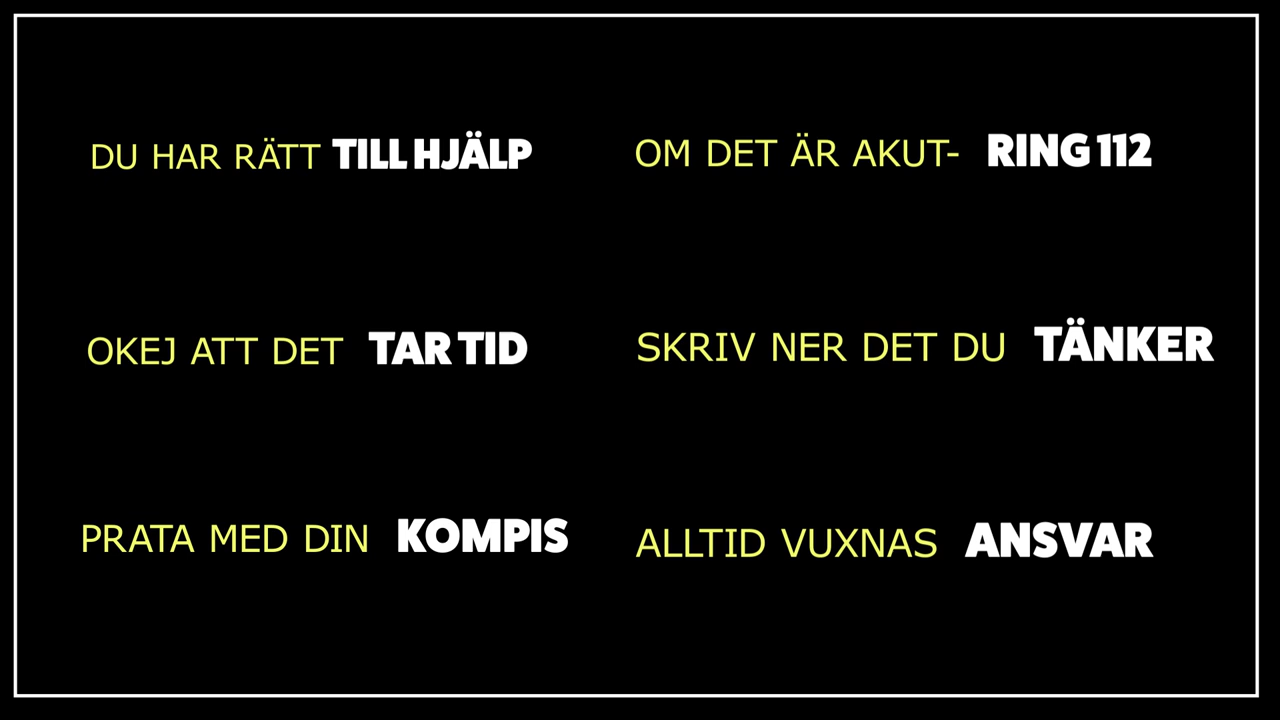 DU HAR RÄTT TILL HJÄLP
OM DET ÄR AKUT- RING 112
OKEJ ATT DET TAR TID
SKRIV NER DET DU TÄNKER
PRATA MED DIN KOMPIS
ALLTID VUXNAS ANSVAR